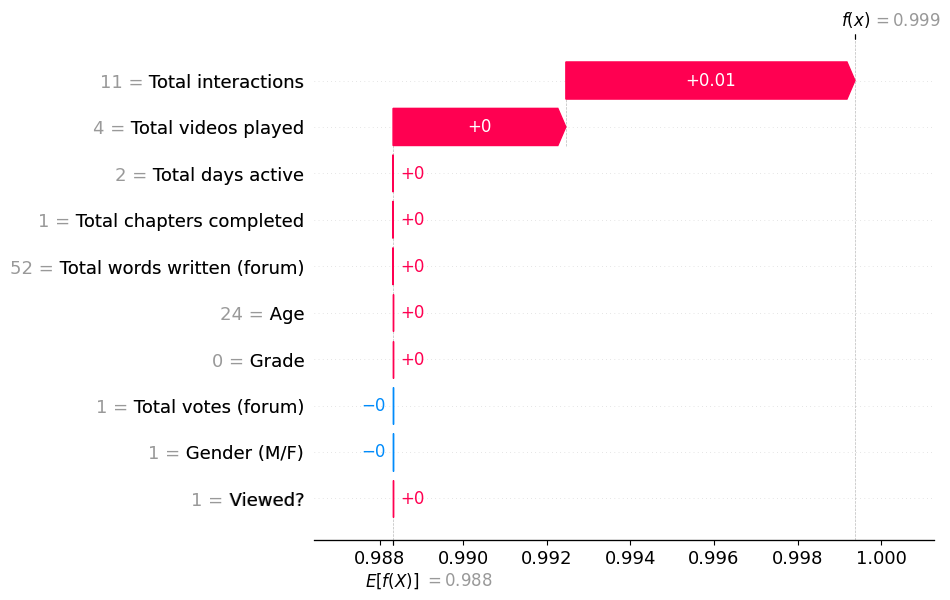 f(x) = 0.999
11 = Total interactions
+0.01
4 = Total videos played
+0
2 = Total days active
+0
1 = Total chapters completed
+0
52 = Total words written (forum)
+0
24 = Age
+0
0 = Grade
+0
1 = Total votes (forum)
−0
1 = Gender (M/F)
−0
1 = Viewed?
+0
0.988 0.990 0.992 0.994 0.996 0.998 1.000
E[f(X)] = 0.988